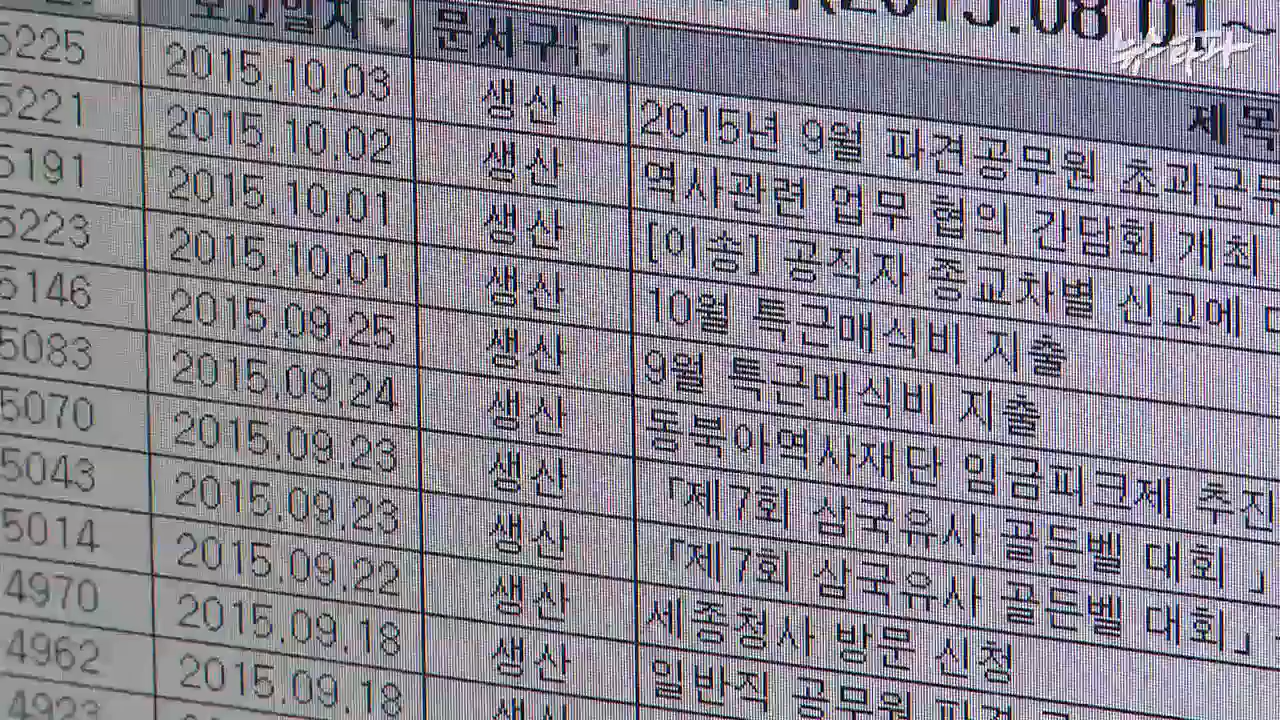 (2015.08.01~
뉴스타파
보고일자 문서구 제목
5225 2015.10.03 생산 2015년 9월 파견공무원 초과근무
5221 2015.10.02 생산 역사관련 업무 협의 간담회 개최
5191 2015.10.01 생산 [이송] 공직자 종교차별 신고에
5223 2015.10.01 생산 10월 특근매식비 지출
5146 2015.09.25 생산 9월 특근매식비 지출
5083 2015.09.24 생산 동북아역사재단 임금피크제 추진
5070 2015.09.23 생산 「제7회 삼국유사 골든벨 대회」
5043 2015.09.23 생산 「제7회 삼국유사 골든벨 대회」
5014 2015.09.22 생산 세종청사 방문 신청
4970 2015.09.18 생산 일반직 공무원 파견
4962 2015.09.18 생산
4923